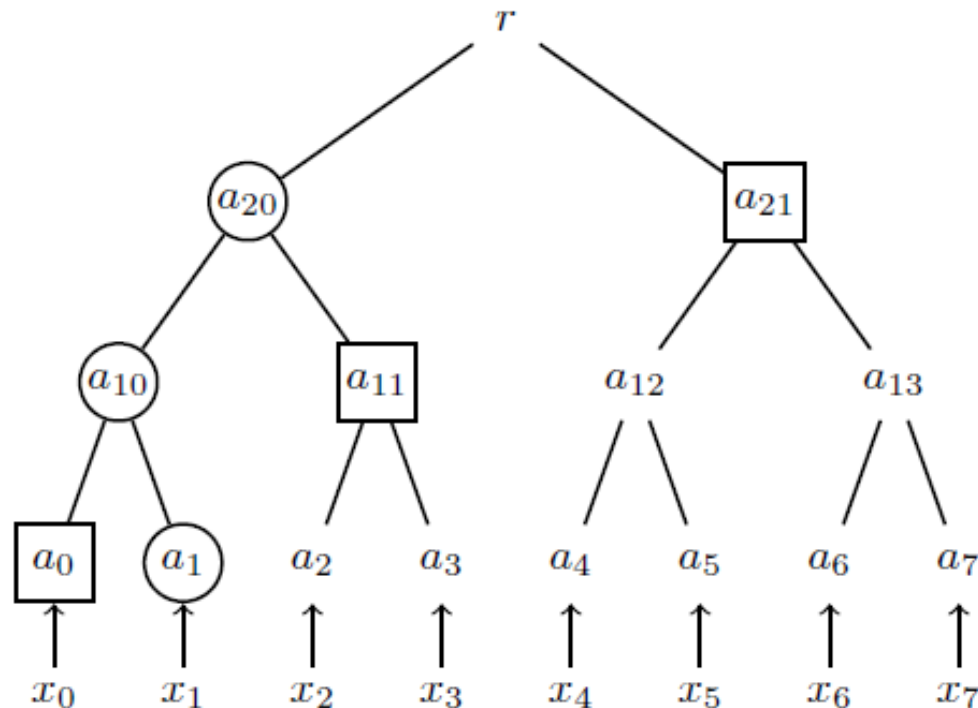 r
a₂₀ a₂₁
a₁₀ a₁₁ a₁₂ a₁₃
a₀ a₁ a₂ a₃ a₄ a₅ a₆ a₇
x₀ x₁ x₂ x₃ x₄ x₅ x₆ x₇